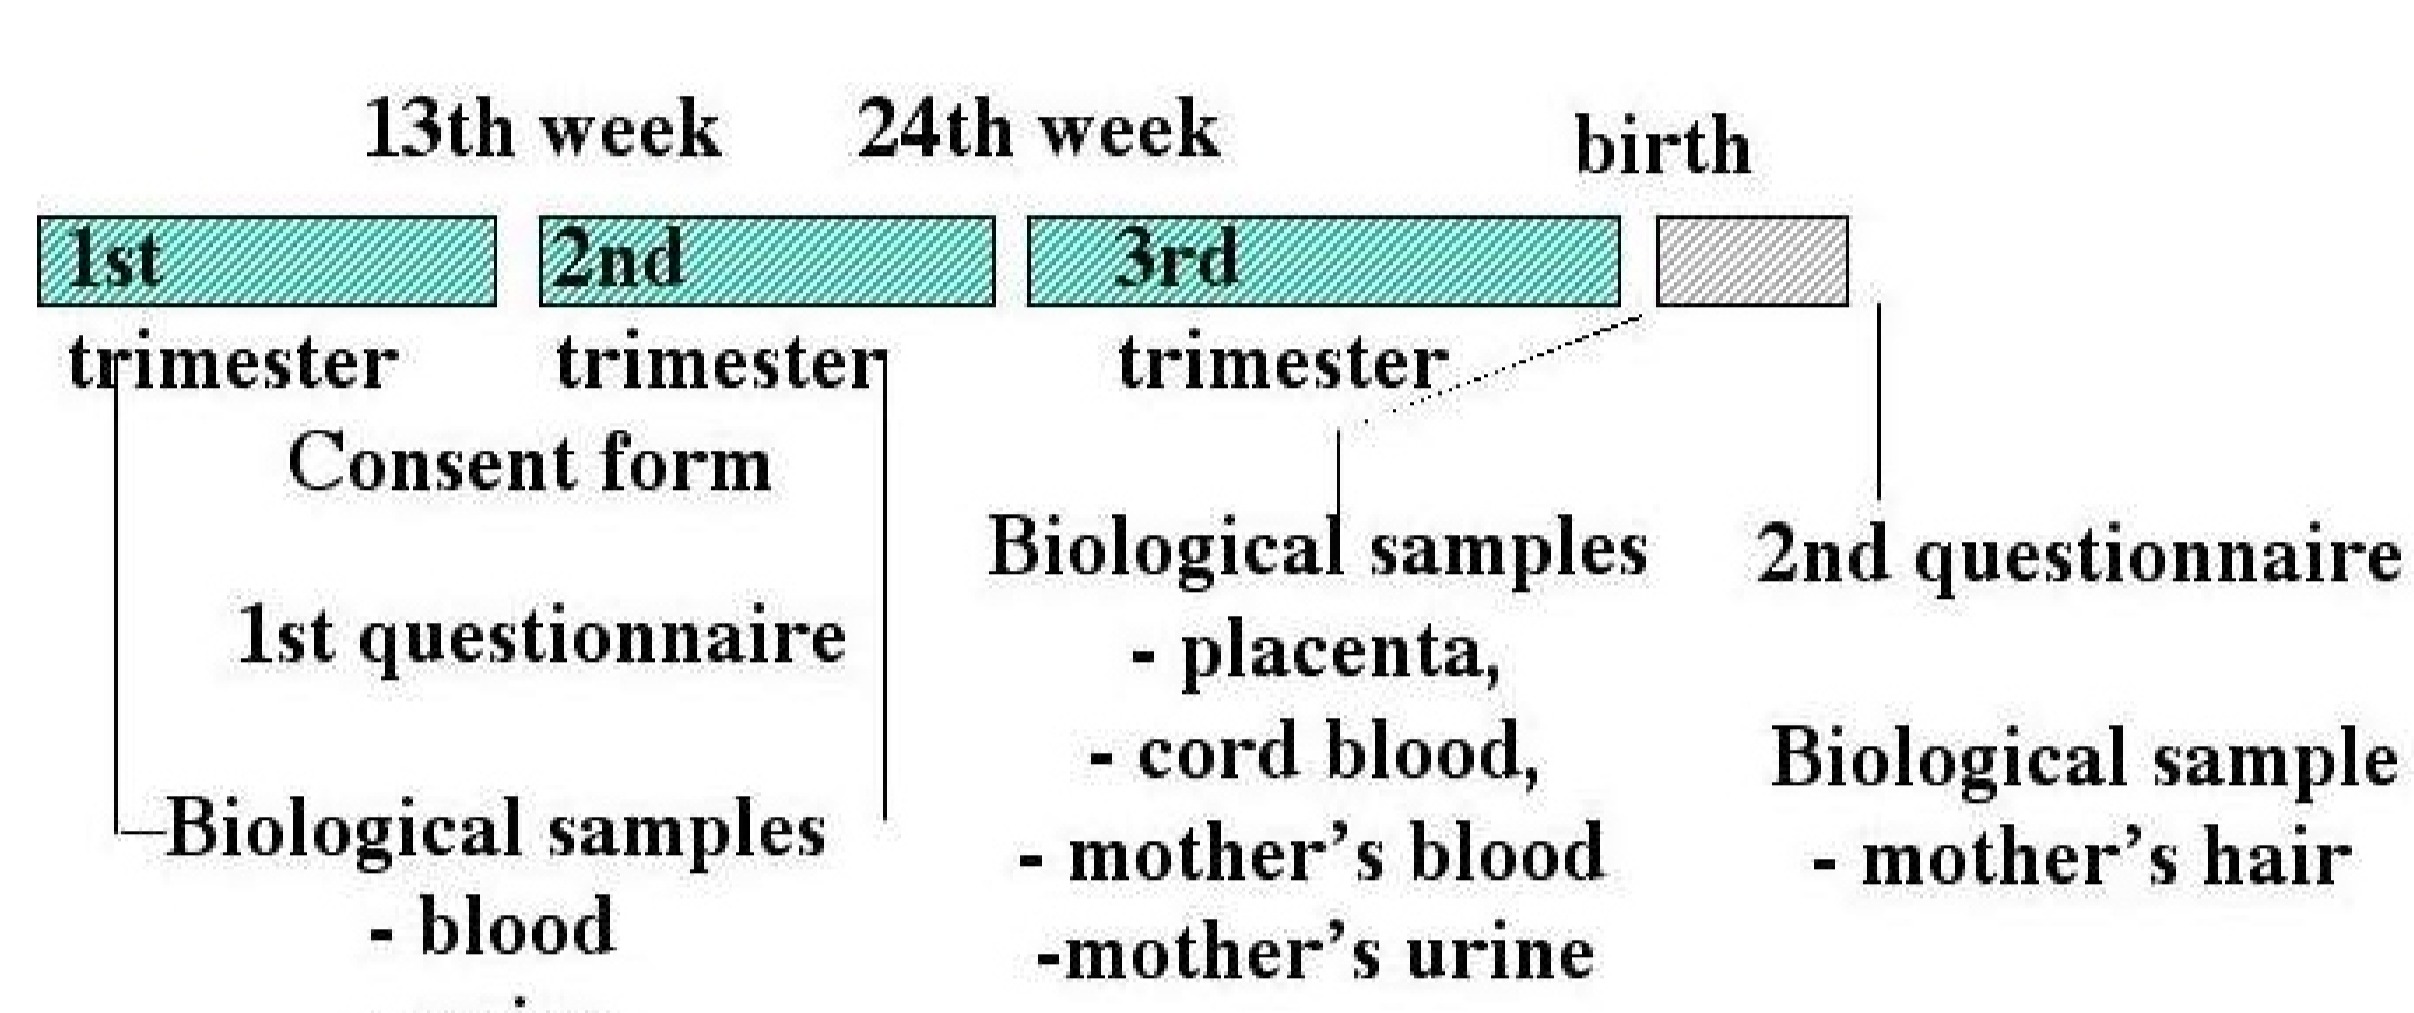 13th week 24th week birth
1st 2nd 3rd
trimester trimester trimester
Consent form
1st questionnaire
Biological samples
- blood
Biological samples
- placenta,
- cord blood,
- mother’s blood
-mother’s urine
2nd questionnaire
Biological sample
- mother’s hair